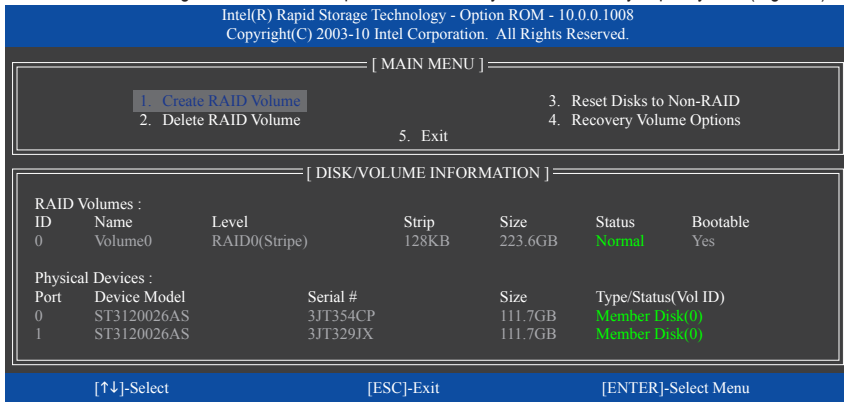 Intel(R) Rapid Storage Technology - Option ROM - 10.0.0.1008
Copyright(C) 2003-10 Intel Corporation. All Rights Reserved.
[ MAIN MENU ]
1. Create RAID Volume 3. Reset Disks to Non-RAID
2. Delete RAID Volume 4. Recovery Volume Options
5. Exit
[ DISK/VOLUME INFORMATION ]
RAID Volumes :
ID Name Level Strip Size Status Bootable
0 Volume0 RAID0(Stripe) 128KB 223.6GB Normal Yes
Physical Devices :
Port Device Model Serial # Size Type/Status(Vol ID)
0 ST3120026AS 3JT354CP 111.7GB Member Disk(0)
1 ST3120026AS 3JT329JX 111.7GB Member Disk(0)
[↑↓]-Select [ESC]-Exit [ENTER]-Select Menu